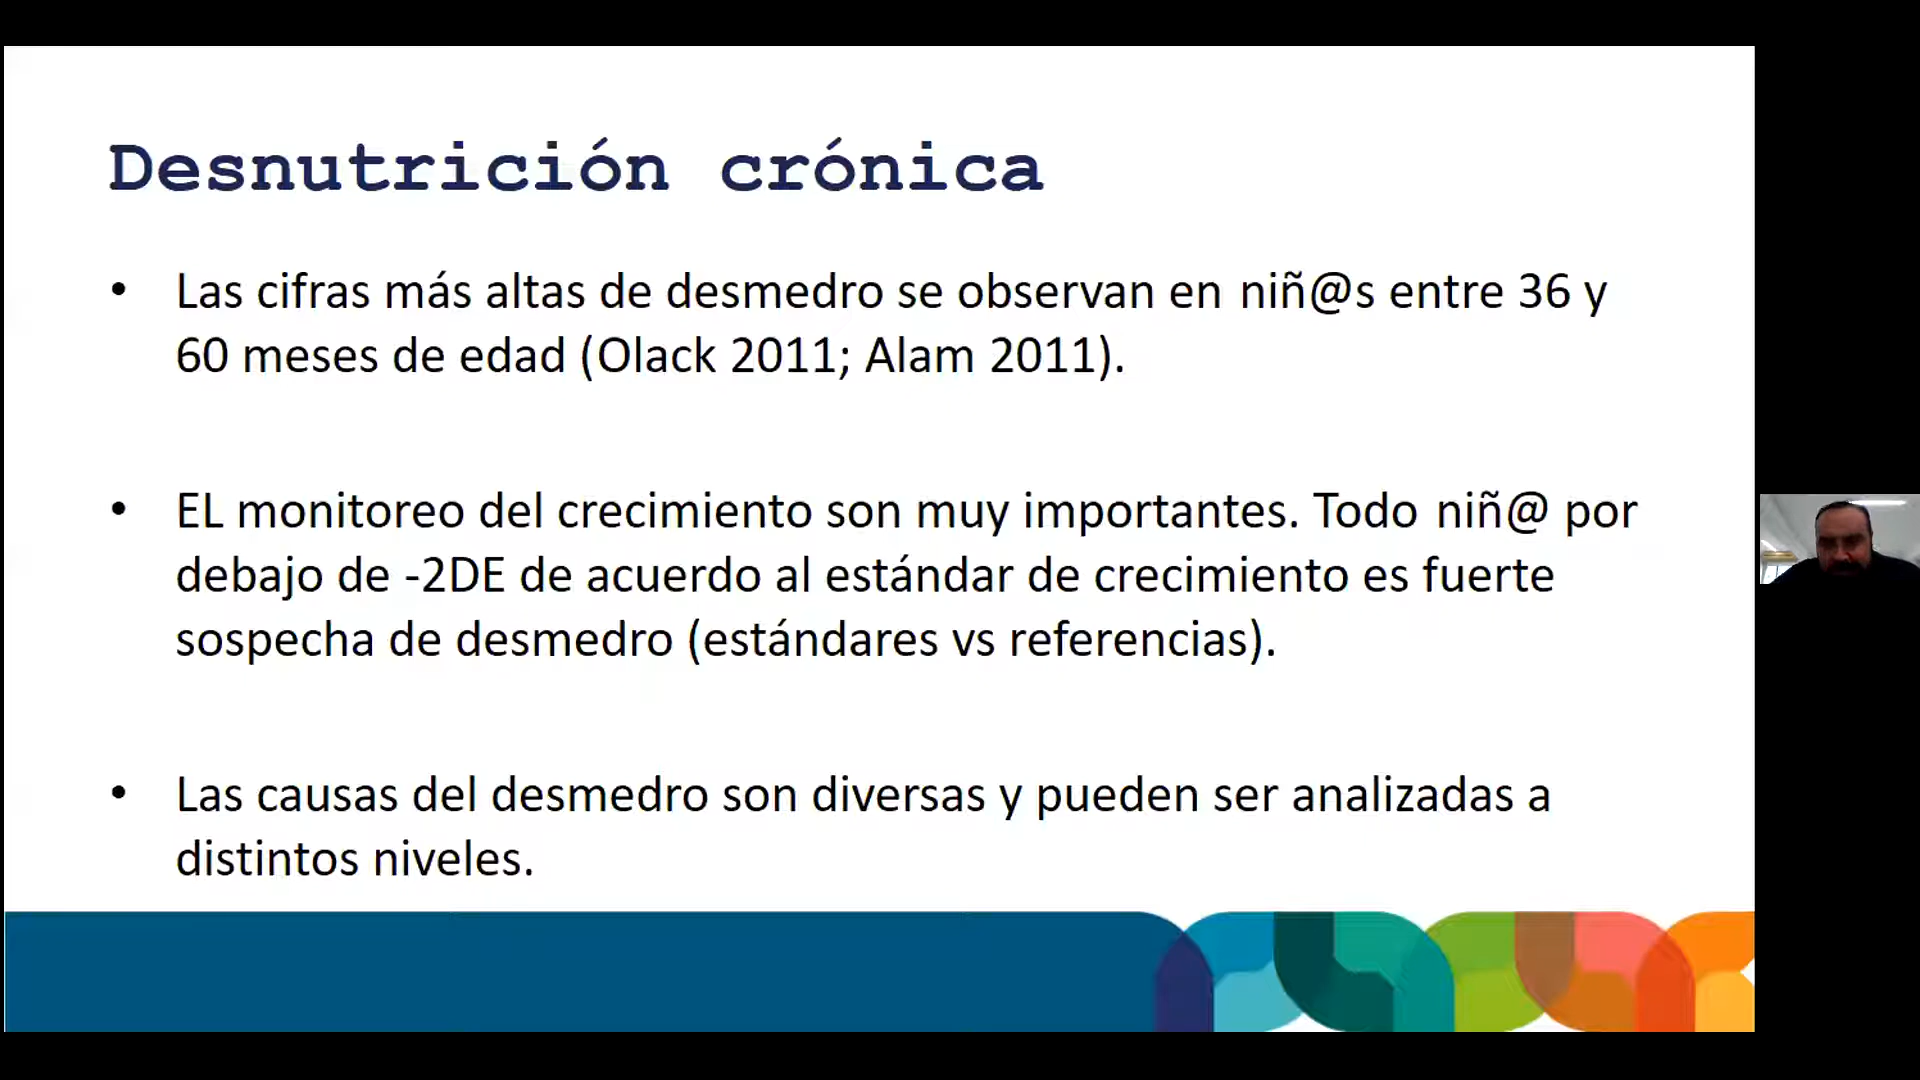 Desnutrición crónica
• Las cifras más altas de desmedro se observan en niñ@s entre 36 y
60 meses de edad (Olack 2011; Alam 2011).
• EL monitoreo del crecimiento son muy importantes. Todo niñ@ por
debajo de -2DE de acuerdo al estándar de crecimiento es fuerte
sospecha de desmedro (estándares vs referencias).
• Las causas del desmedro son diversas y pueden ser analizadas a
distintos niveles.